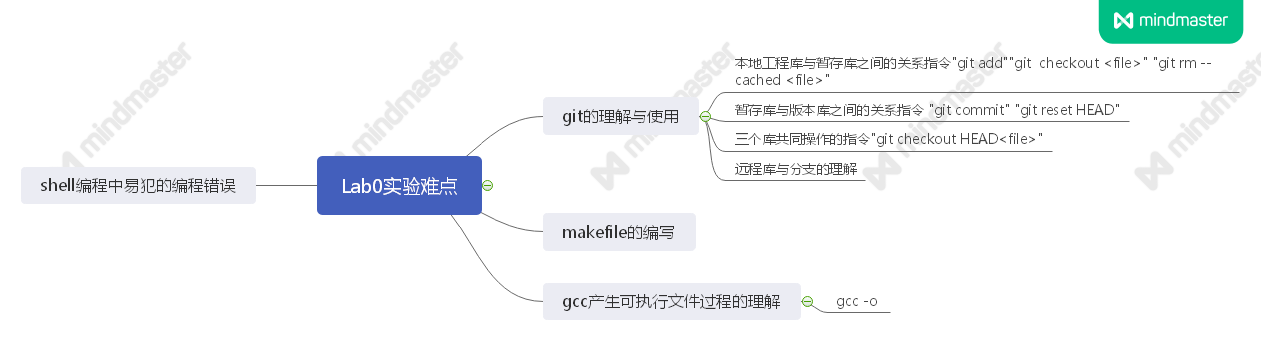 mindmaster
本地工程库与暂存库之间的关系指令"git add""git checkout <file>" "git rm --
cached <file>"
git的理解与使用
暂存库与版本库之间的关系指令 "git commit" "git reset HEAD"
三个库共同操作的指令"git checkout HEAD<file>"
远程库与分支的理解
shell编程中易犯的编程错误
Lab0实验难点
makefile的编写
gcc产生可执行文件过程的理解
gcc -o
mindmaster
mindmaster
mindmaster
mindmaster
mindmaster